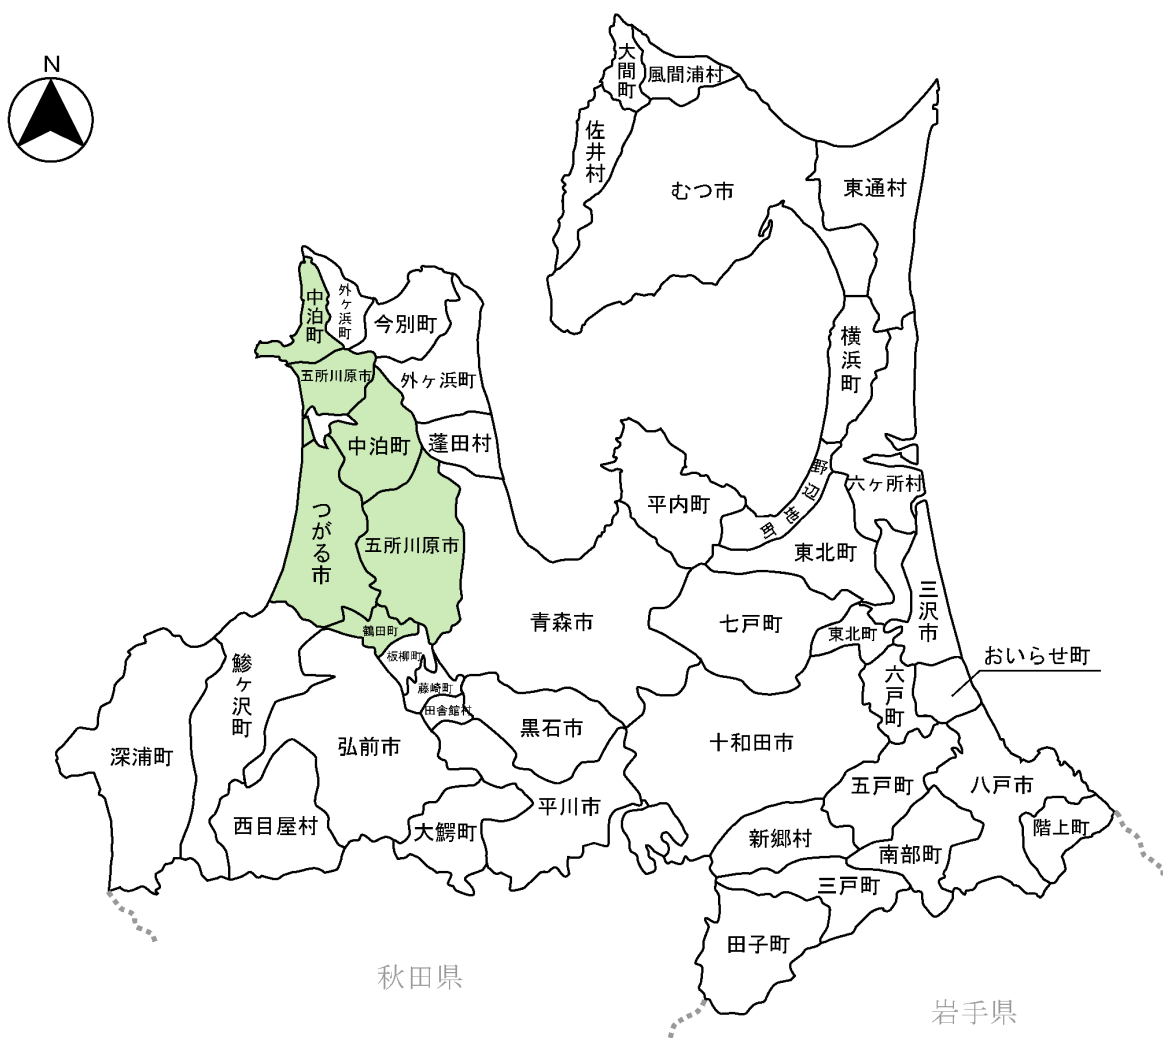 N
大間町
風間浦村
佐井村
むつ市
東通村
中泊町
外ヶ浜町
今別町
横浜町
五所川原市
外ヶ浜町
中泊町
蓬田村
野辺地町
六ヶ所村
平内町
つがる市
五所川原市
東北町
三沢市
青森市
七戸町
鶴田町
東北町
板柳町
おいらせ町
鰺ヶ沢町
藤崎町
六戸町
田舎館村
黒石市
深浦町
弘前市
十和田市
五戸町
八戸市
平川市
西目屋村
大鰐町
新郷村
南部町
階上町
三戸町
田子町
秋田県
岩手県